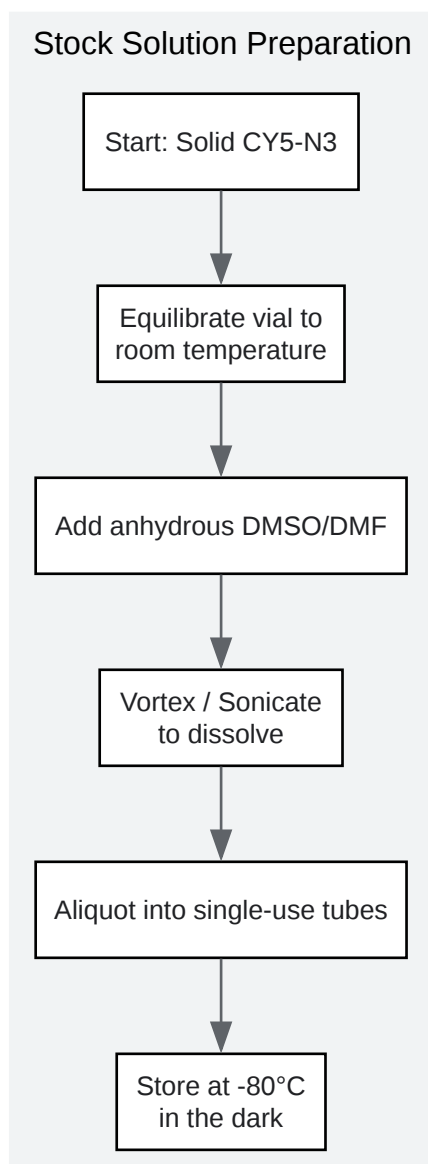 Stock Solution Preparation
Start: Solid CY5-N3
Equilibrate vial to
room temperature
Add anhydrous DMSO/DMF
Vortex / Sonicate
to dissolve
Aliquot into single-use tubes
Store at -80°C
in the dark